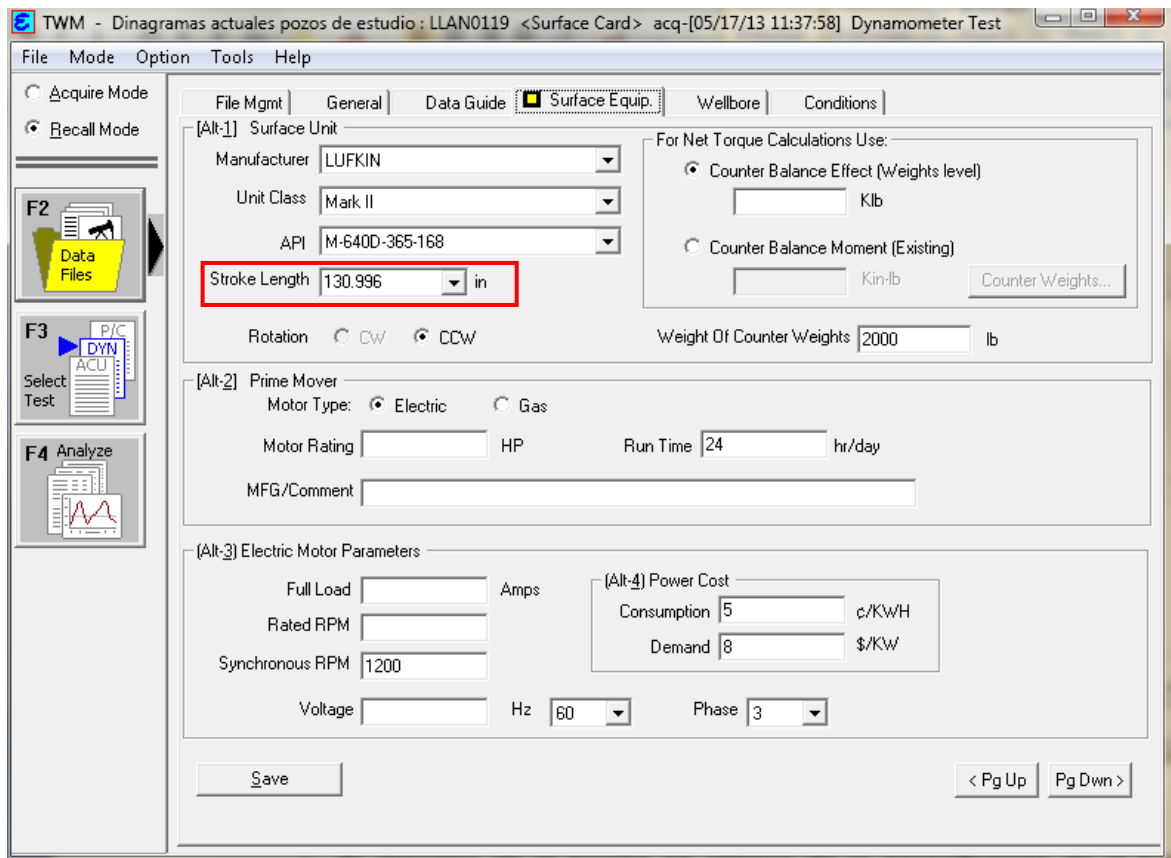 TWM - Dinagramas actuales pozos de estudio : LLAN0119 <Surface Card> acq-[05/17/13 11:37:58] Dynamometer Test
File Mode Option Tools Help
Acquire Mode
Recall Mode
F2
Data
Files
F3
P/C
DYN
ACU
Select
Test
F4 Analyze
File Mgmt General Data Guide Surface Equip. Wellbore Conditions
[Alt-1] Surface Unit
Manufacturer LUFKIN
Unit Class Mark II
API M-640D-365-168
Stroke Length 130.996 in
Rotation CW CCW
For Net Torque Calculations Use:
Counter Balance Effect (Weights level)
Klb
Counter Balance Moment (Existing)
Kin-lb Counter Weights...
Weight Of Counter Weights 2000 lb
[Alt-2] Prime Mover
Motor Type: Electric Gas
Motor Rating HP Run Time 24 hr/day
MFG/Comment
(Alt-3) Electric Motor Parameters
Full Load Amps
Rated RPM
Synchronous RPM 1200
Voltage Hz 60 Phase 3
(Alt-4) Power Cost
Consumption 5 ¢/KWH
Demand 8 $/KW
Save
< Pg Up Pg Dwn >